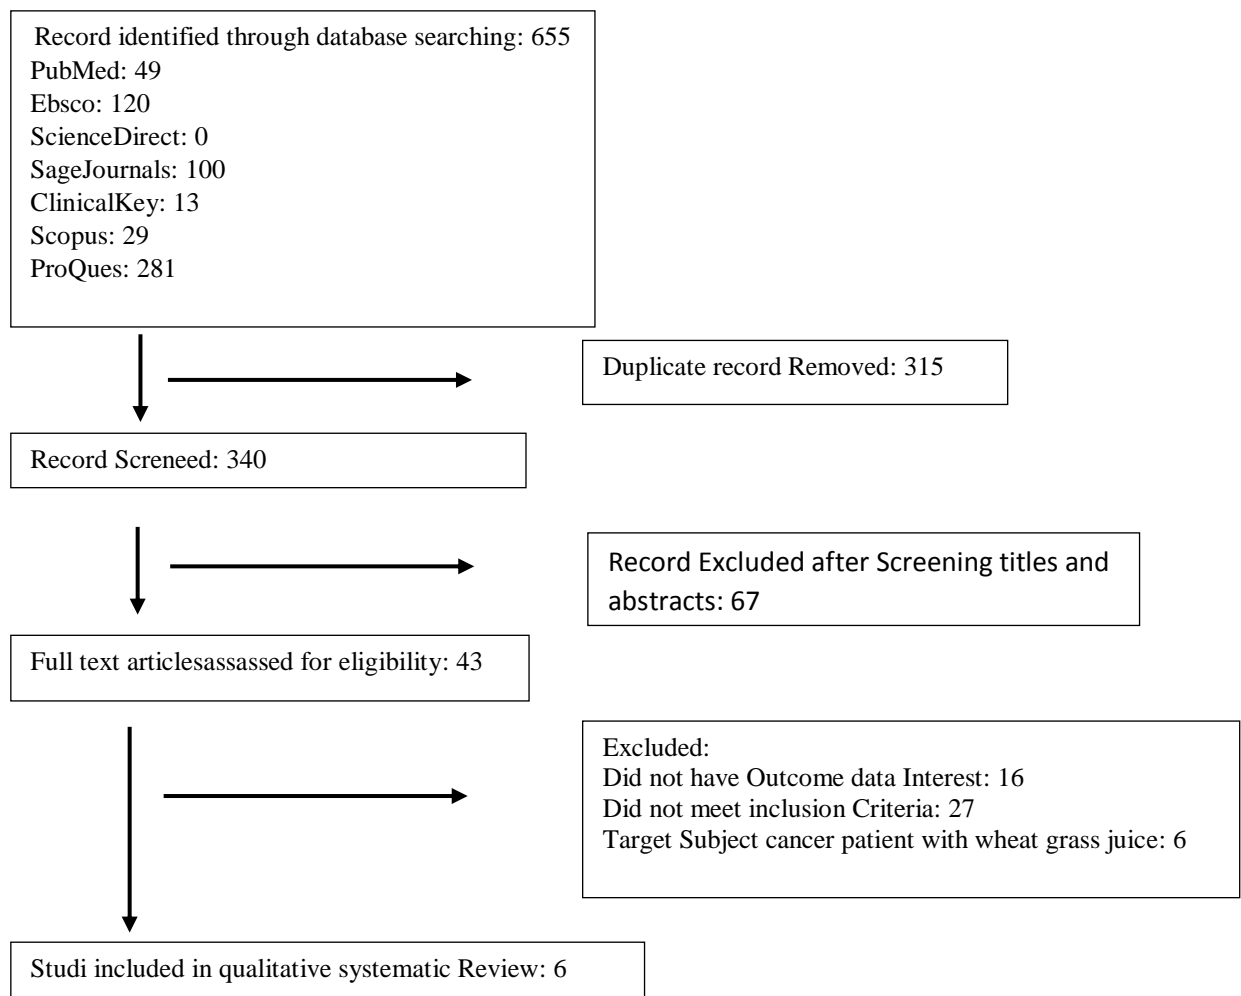 Record identified through database searching: 655
PubMed: 49
Ebsco: 120
ScienceDirect: 0
SageJournals: 100
ClinicalKey: 13
Scopus: 29
ProQues: 281
Duplicate record Removed: 315
Record Screneed: 340
Record Excluded after Screening titles and
abstracts: 67
Full text articlesassassed for eligibility: 43
Excluded:
Did not have Outcome data Interest: 16
Did not meet inclusion Criteria: 27
Target Subject cancer patient with wheat grass juice: 6
Studi included in qualitative systematic Review: 6